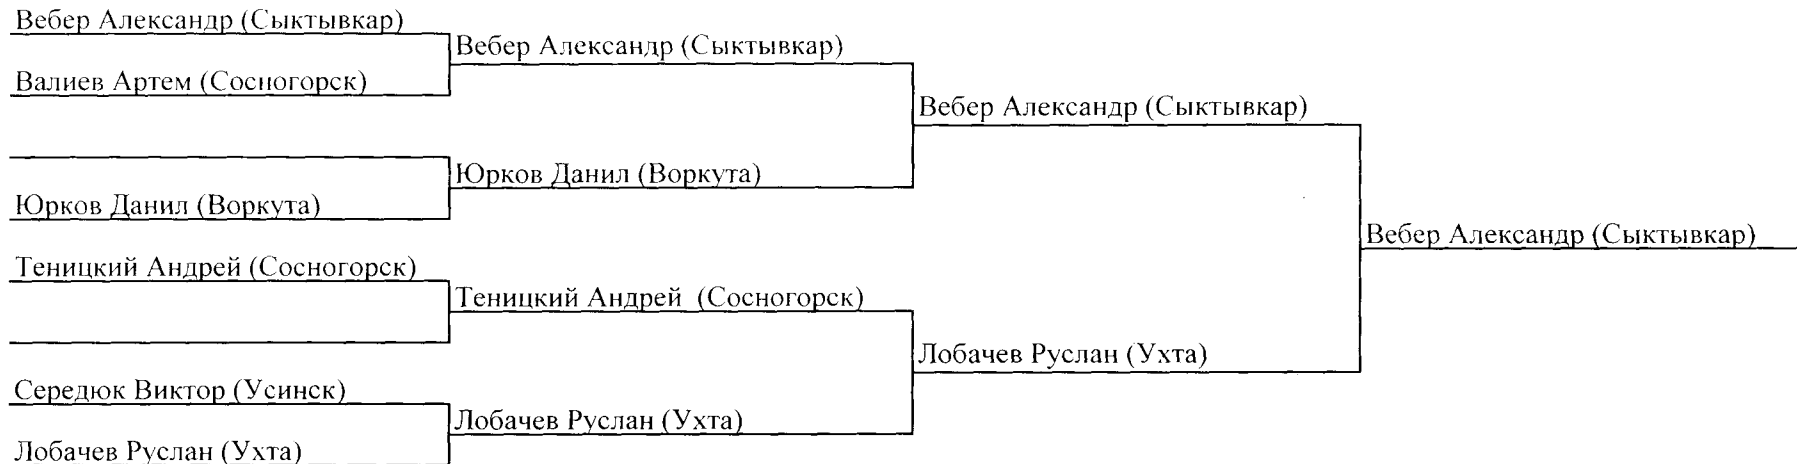 Вебер Александр (Сыктывкар)
Валиев Артем (Сосногорск)
Юрков Данил (Воркута)
Теницкий Андрей (Сосногорск)
Середюк Виктор (Усинск)
Лобачев Руслан (Ухта)
Вебер Александр (Сыктывкар)
Юрков Данил (Воркута)
Теницкий Андрей (Сосногорск)
Лобачев Руслан (Ухта)
Вебер Александр (Сыктывкар)
Лобачев Руслан (Ухта)
Вебер Александр (Сыктывкар)